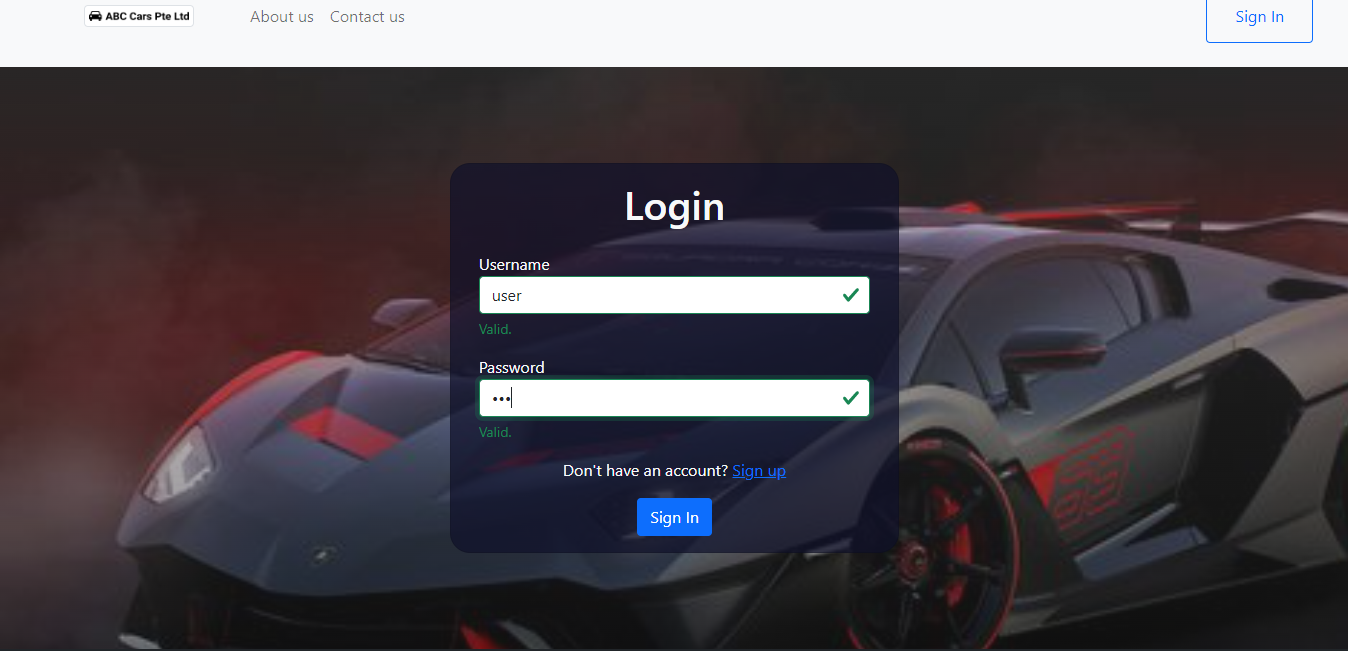 ABC Cars Pte Ltd About us Contact us Sign In
Login
Username
user
Valid.
Password
•••
Valid.
Don't have an account? Sign up
Sign In